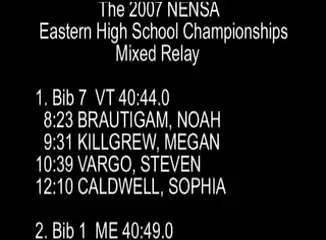 The 2007 NENSA
Eastern High School Championships
Mixed Relay
1. Bib 7 VT 40:44.0
8:23 BRAUTIGAM, NOAH
9:31 KILLGREW, MEGAN
10:39 VARGO, STEVEN
12:10 CALDWELL, SOPHIA
2. Bib 1 ME 40:49.0